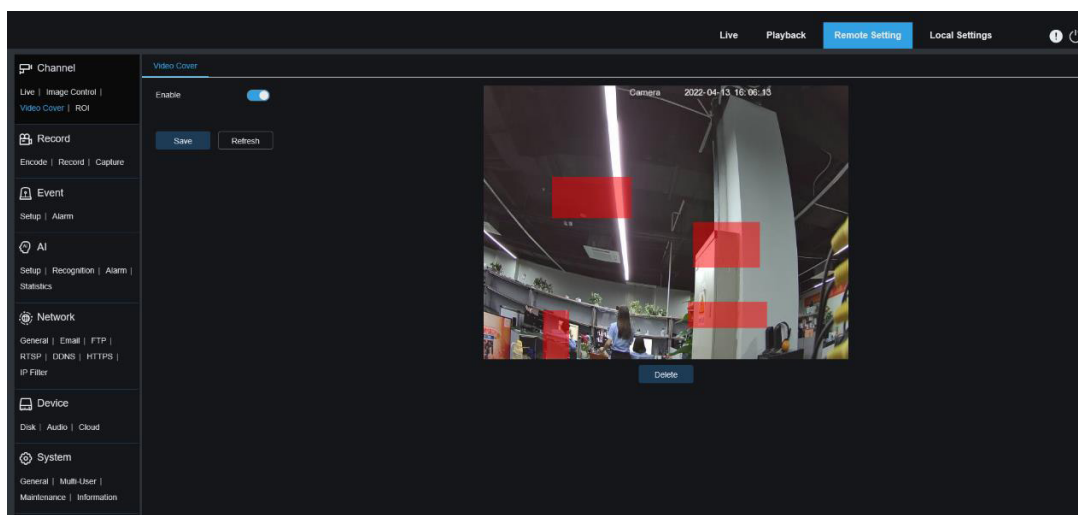 Live Playback Remote Setting Local Settings
Channel
Live | Image Control |
Video Cover | ROI
Record
Encode | Record | Capture
Event
Setup | Alarm
AI
Setup | Recognition | Alarm |
Statistics
Network
General | Email | FTP |
RTSP | DDNS | HTTPS |
IP Filter
Device
Disk | Audio | Cloud
System
General | Multi-User |
Maintenance | Information
Video Cover
Enable
Save Refresh
Camera 2022-04-13 16:06:13
Delete